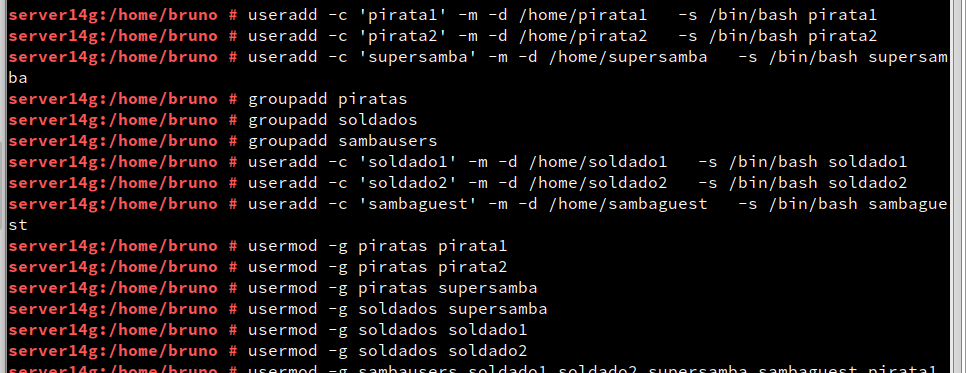 server14g:/home/bruno # useradd -c 'pirata1' -m -d /home/pirata1   -s /bin/bash pirata1
server14g:/home/bruno # useradd -c 'pirata2' -m -d /home/pirata2   -s /bin/bash pirata2
server14g:/home/bruno # useradd -c 'supersamba' -m -d /home/supersamba   -s /bin/bash supersam
ba
server14g:/home/bruno # groupadd piratas
server14g:/home/bruno # groupadd soldados
server14g:/home/bruno # groupadd sambausers
server14g:/home/bruno # useradd -c 'soldado1' -m -d /home/soldado1   -s /bin/bash soldado1
server14g:/home/bruno # useradd -c 'soldado2' -m -d /home/soldado2   -s /bin/bash soldado2
server14g:/home/bruno # useradd -c 'sambaguest' -m -d /home/sambaguest   -s /bin/bash sambague
st
server14g:/home/bruno # usermod -g piratas pirata1
server14g:/home/bruno # usermod -g piratas pirata2
server14g:/home/bruno # usermod -g piratas supersamba
server14g:/home/bruno # usermod -g soldados supersamba
server14g:/home/bruno # usermod -g soldados soldado1
server14g:/home/bruno # usermod -g soldados soldado2
server14g:/home/bruno # usermod -g sambausers soldado1 soldado2 supersamba sambaguest pirata1